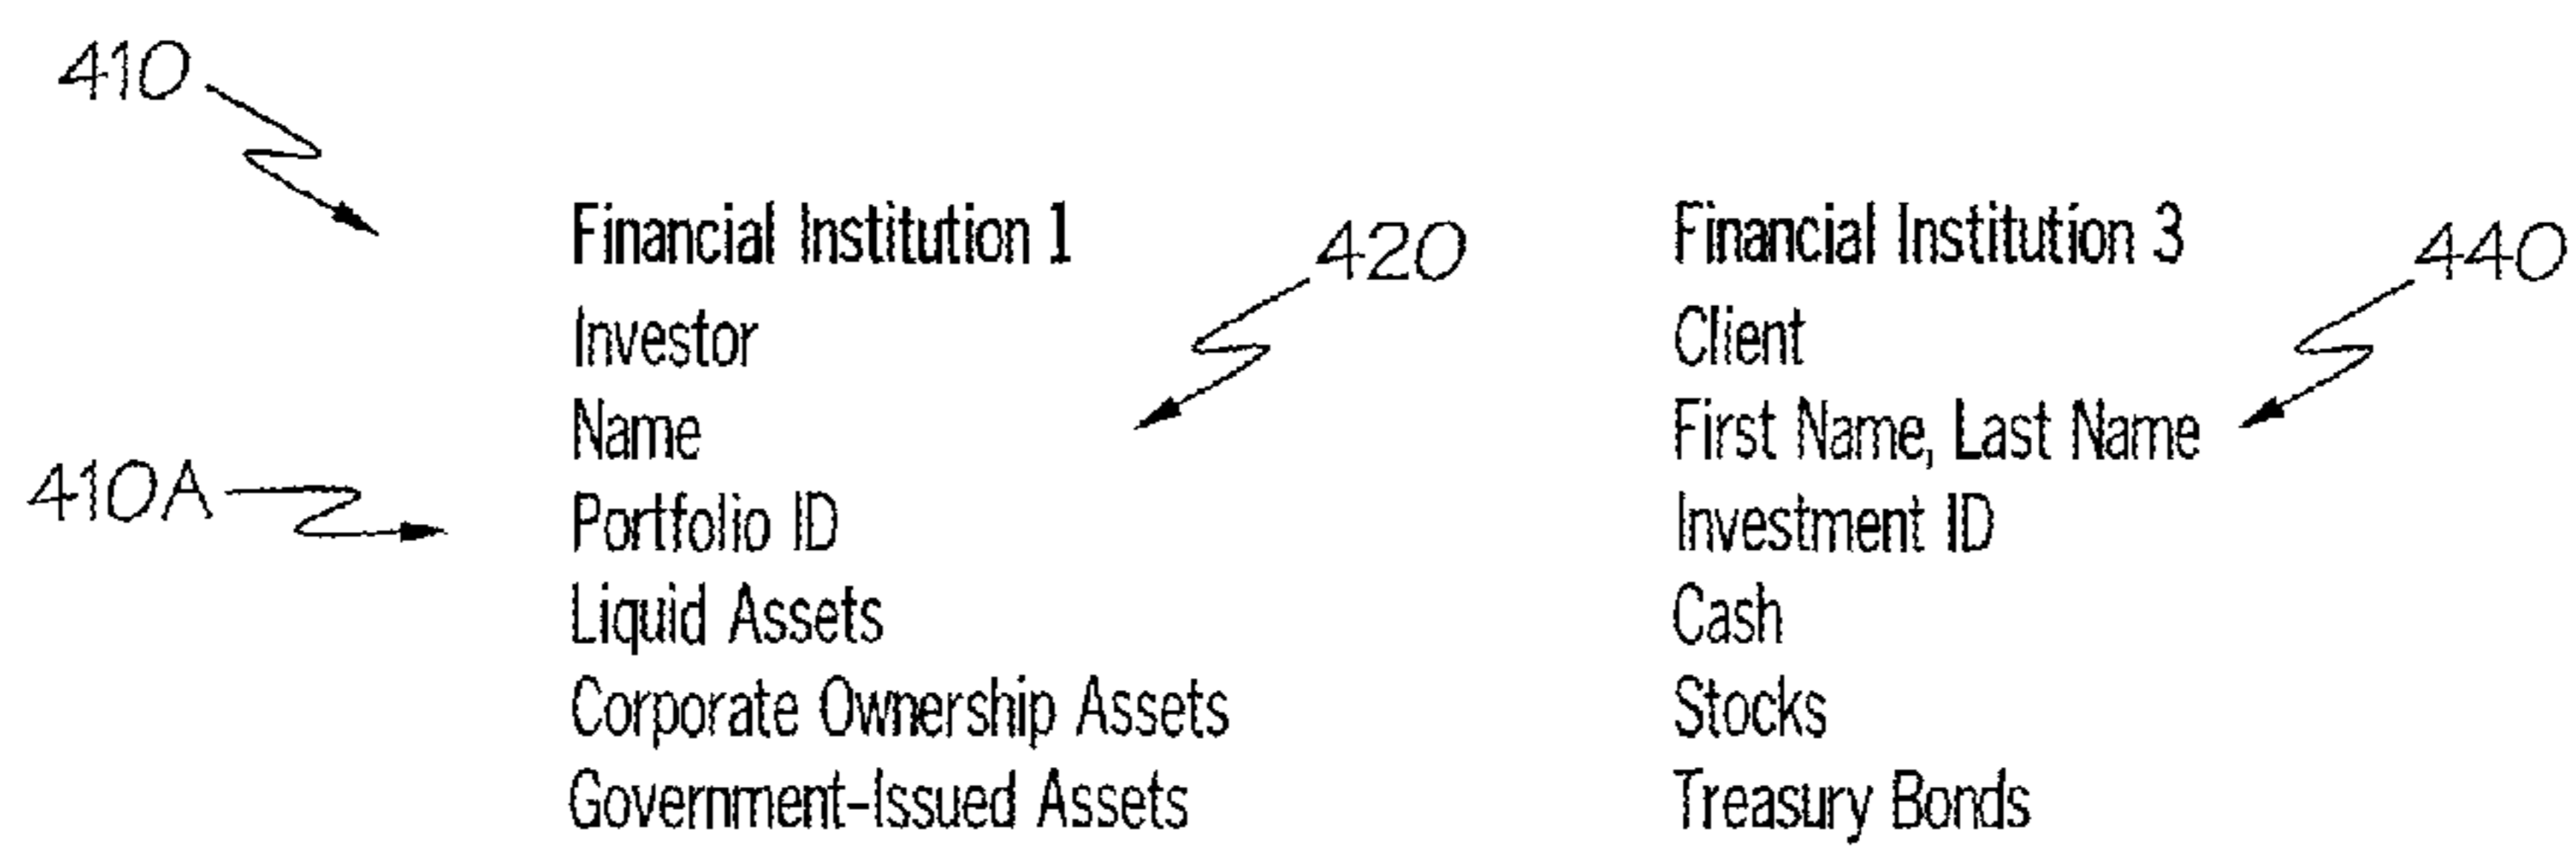 410
Financial Institution 1
420
Investor
Name
410A
Portfolio ID
Liquid Assets
Corporate Ownership Assets
Government-Issued Assets
Financial Institution 3
440
Client
First Name, Last Name
Investment ID
Cash
Stocks
Treasury Bonds